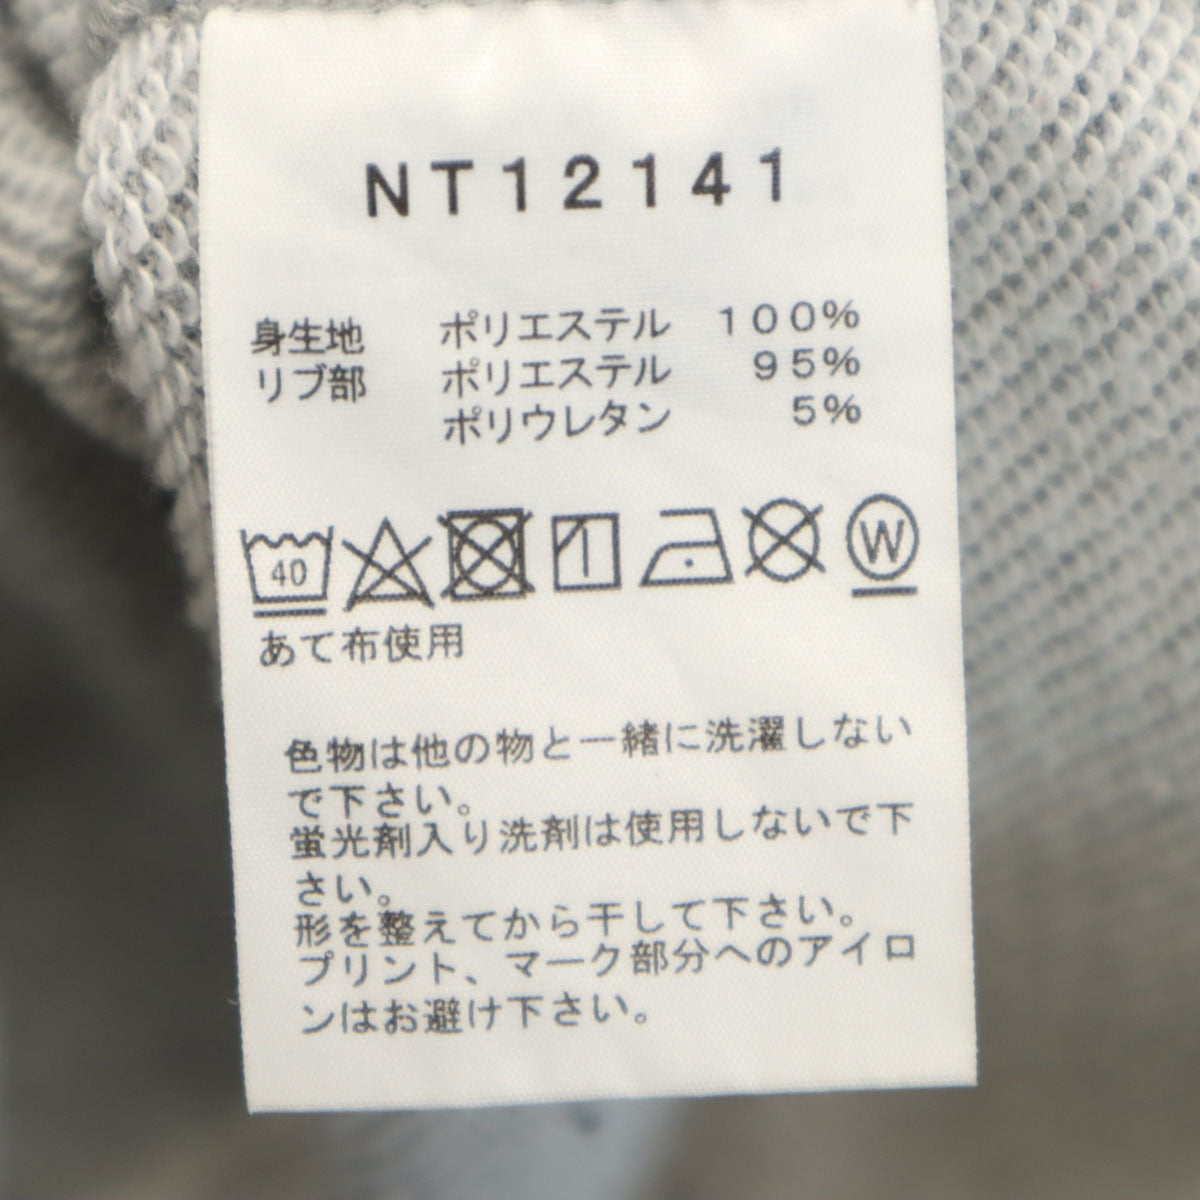 NT12141
身生地 ポリエステル 100%
リブ部 ポリエステル 95%
ポリウレタン 5%
40 W
あて布使用
色物は他の物と一緒に洗濯しない
で下さい。
蛍光剤入り洗剤は使用しないで下
さい。
形を整えてから干して下さい。
プリント、マーク部分へのアイロ
ンはお避け下さい。